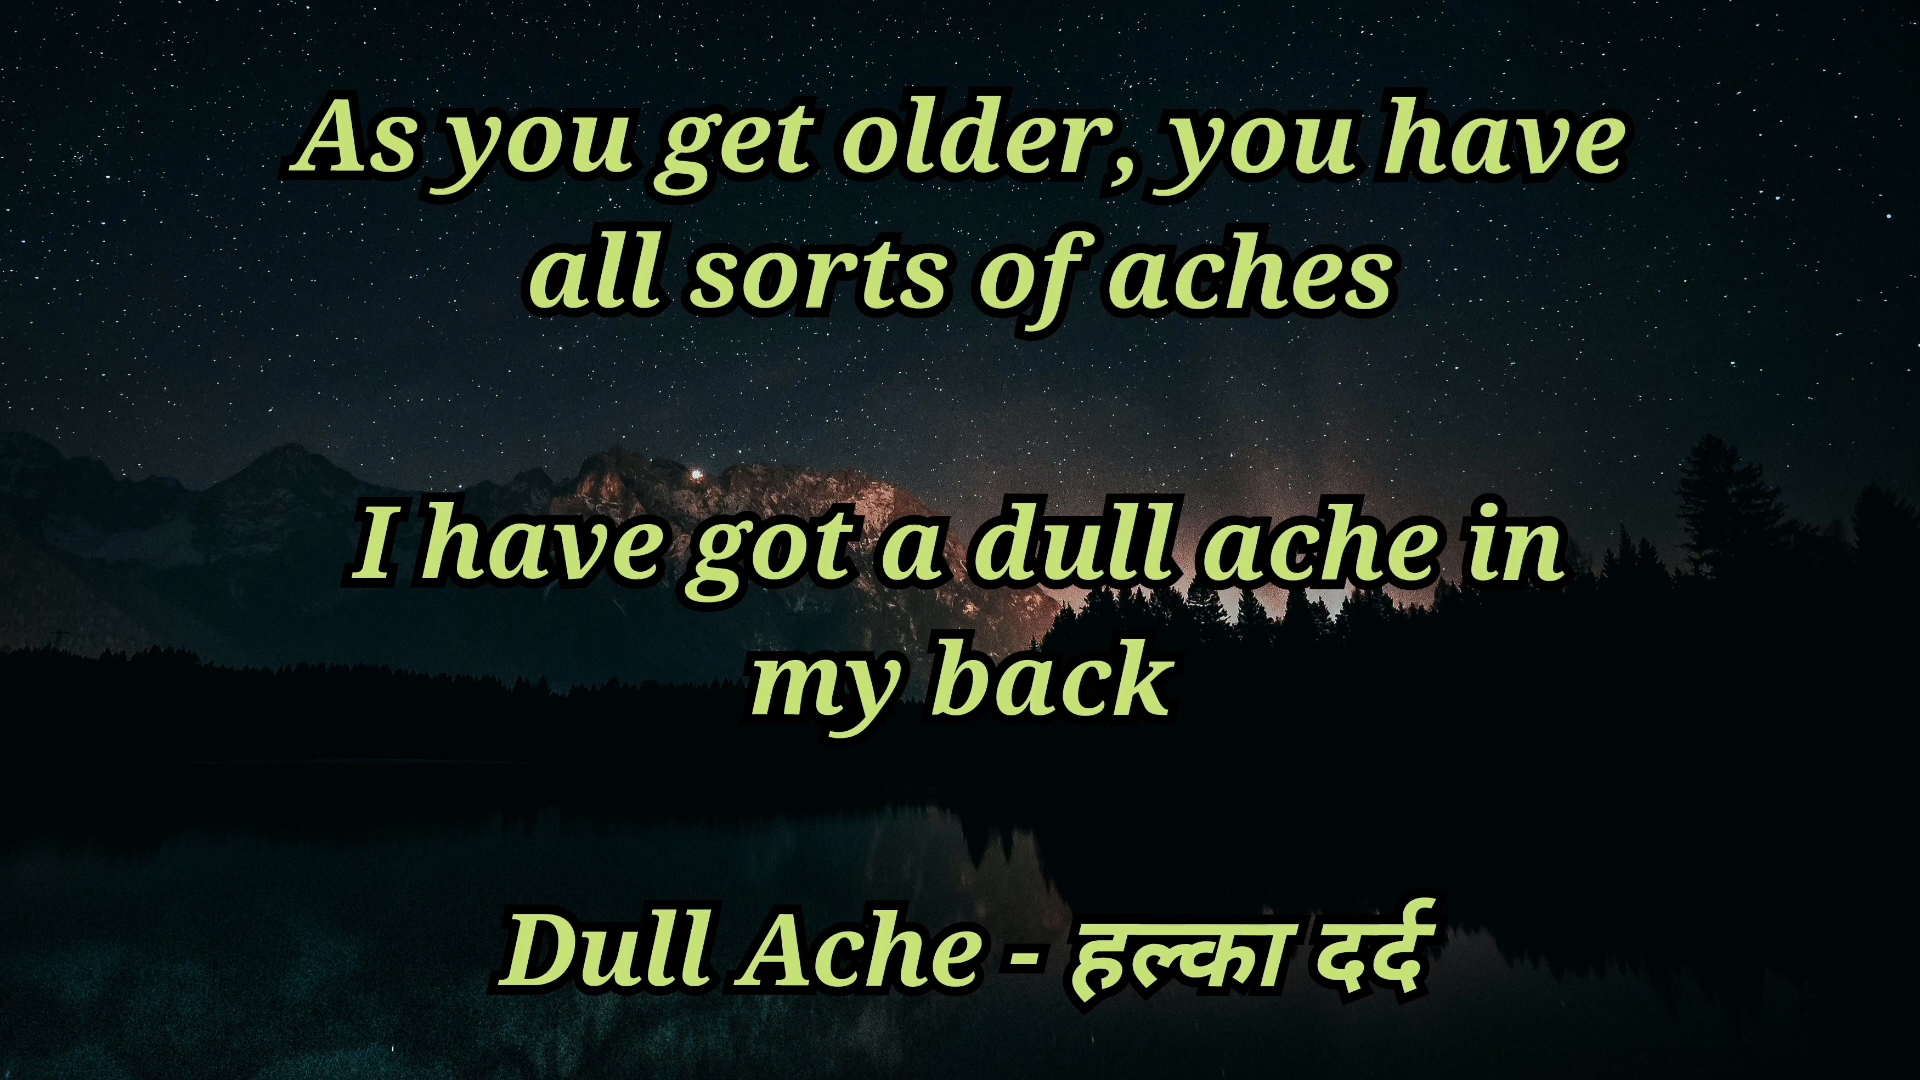 As you get older, you have
all sorts of aches
I have got a dull ache in
my back
Dull Ache - हल्का दर्द